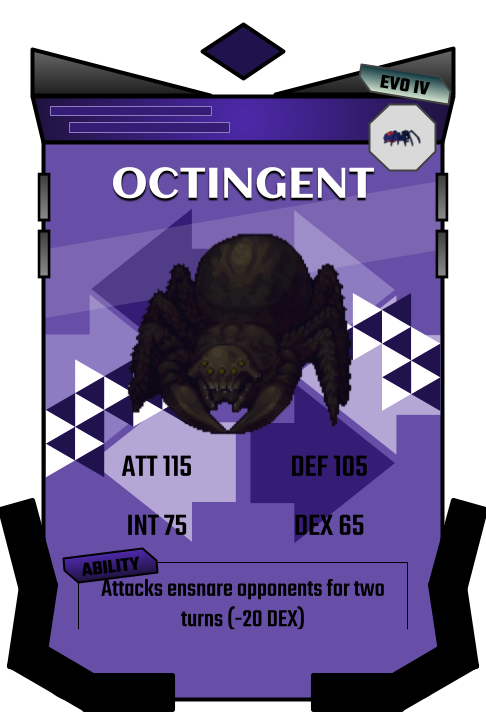 EVO IV
OCTINGENT
ATT 115
DEF 105
INT 75
DEX 65
ABILITY
Attacks ensnare opponents for two
turns (-20 DEX)